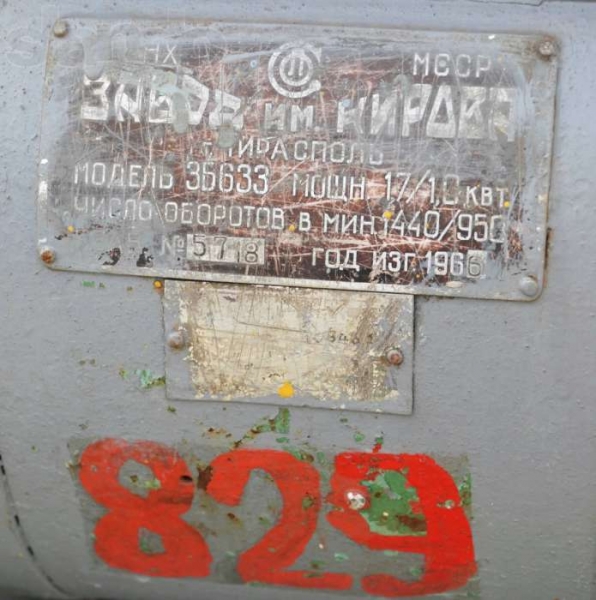 СНХ МССР
ЗАВОД ИМ. КИРОВА
г. ТИРАСПОЛЬ
МОДЕЛЬ 3Б633 МОЩН 1,7/1,0 КВТ
ЧИСЛО ОБОРОТОВ В МИН. 1440/950
№ 5718 ГОД ИЗГ. 1966
829